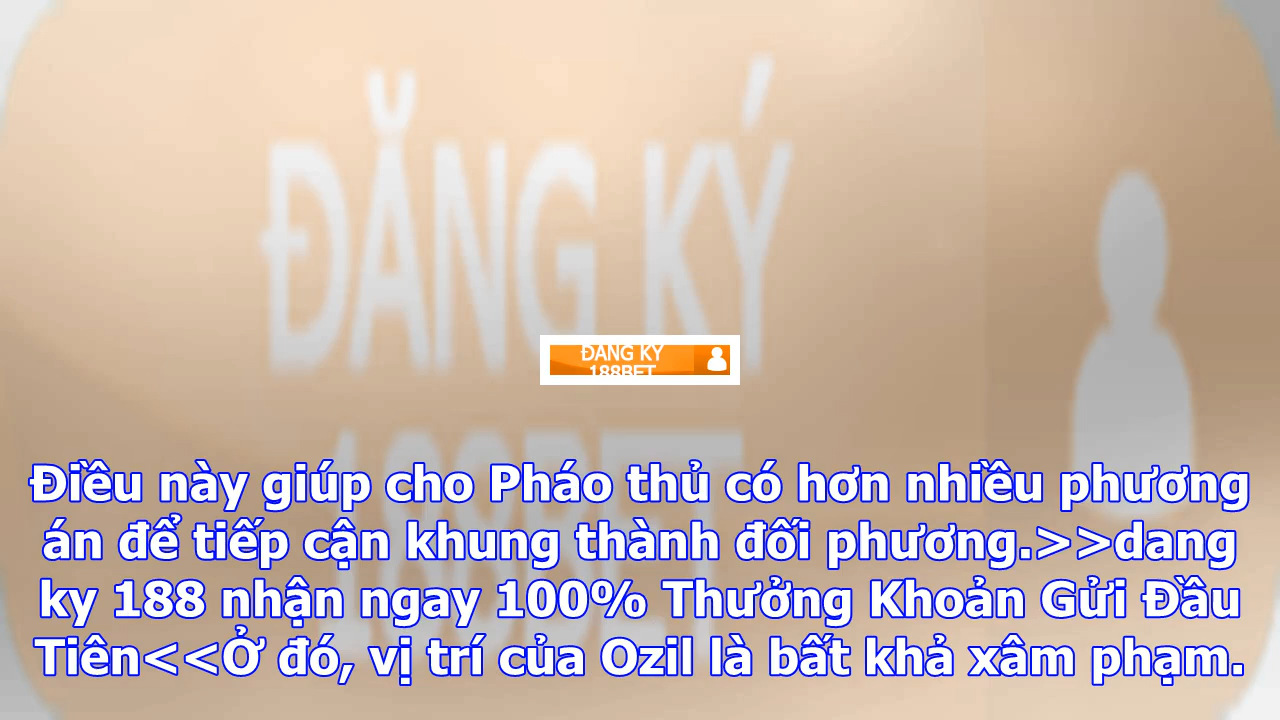 ĐĂNG KÝ
188BET
ĐĂNG KÝ
188BET
Điều này giúp cho Pháo thủ có hơn nhiều phương
án để tiếp cận khung thành đối phương.>>dang
ky 188 nhận ngay 100% Thưởng Khoản Gửi Đầu
Tiên<<Ở đó, vị trí của Ozil là bất khả xâm phạm.